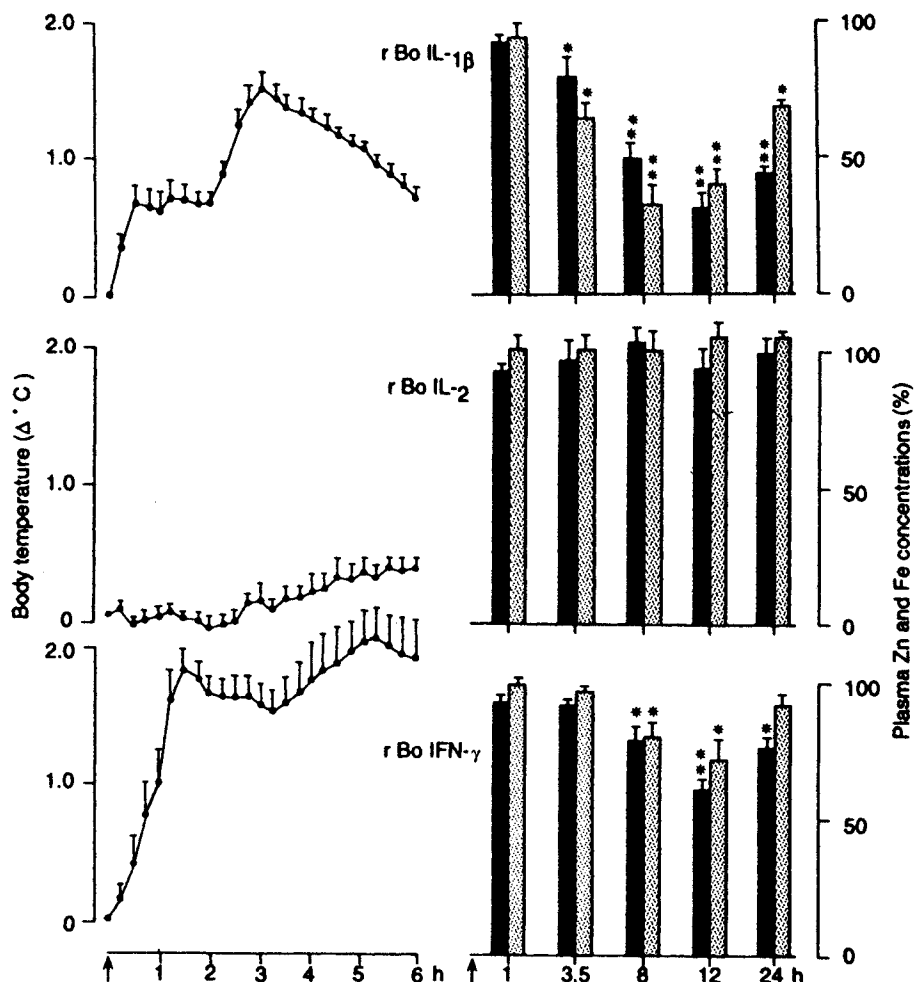 2.0
1.0
0
r Bo IL-1β
* * ** ** ** ** ** *
100
50
0
2.0
1.0
0
r Bo IL-2
100
50
0
2.0
1.0
0
r Bo IFN-γ
* * ** * *
100
50
0
Body temperature (Δ °C)
Plasma Zn and Fe concentrations (%)
1 2 3 4 5 6 h
1 3.5 8 12 24 h